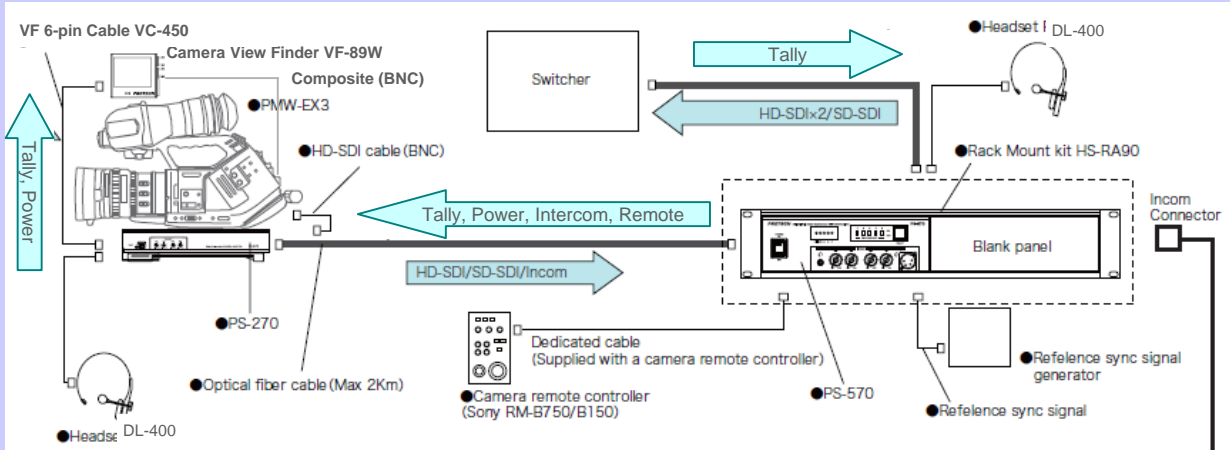 VF 6-pin Cable VC-450
Camera View Finder VF-89W
Composite (BNC)
●PMW-EX3
●HD-SDI cable(BNC)
Tally, Power
Switcher
Tally
HD-SDI×2/SD-SDI
●Headset
DL-400
●Rack Mount kit HS-RA90
Incom
Connector
Tally, Power, Intercom, Remote
HD-SDI/SD-SDI/Incom
Blank panel
●PS-270
●Optical fiber cable(Max 2Km)
Dedicated cable
(Supplied with a camera remote controller)
●Camera remote controller
(Sony RM-B750/B150)
●PS-570
●Refelence sync signal
generator
●Refelence sync signal
●Headse
DL-400